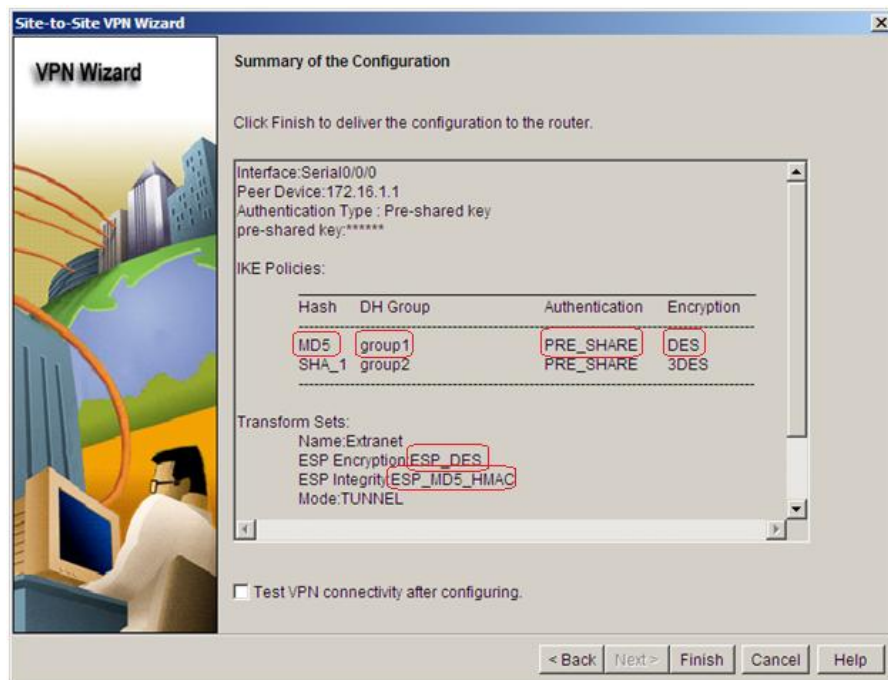 Site-to-Site VPN Wizard
VPN Wizard
Summary of the Configuration
Click Finish to deliver the configuration to the router.
Interface:Serial0/0/0
Peer Device:172.16.1.1
Authentication Type : Pre-shared key
pre-shared key:******
IKE Policies:
Hash DH Group Authentication Encryption
MD5 group1 PRE_SHARE DES
SHA_1 group2 PRE_SHARE 3DES
Transform Sets:
Name:Extranet
ESP Encryption:ESP_DES
ESP Integrity:ESP_MD5_HMAC
Mode:TUNNEL
Test VPN connectivity after configuring.
< Back Next > Finish Cancel Help